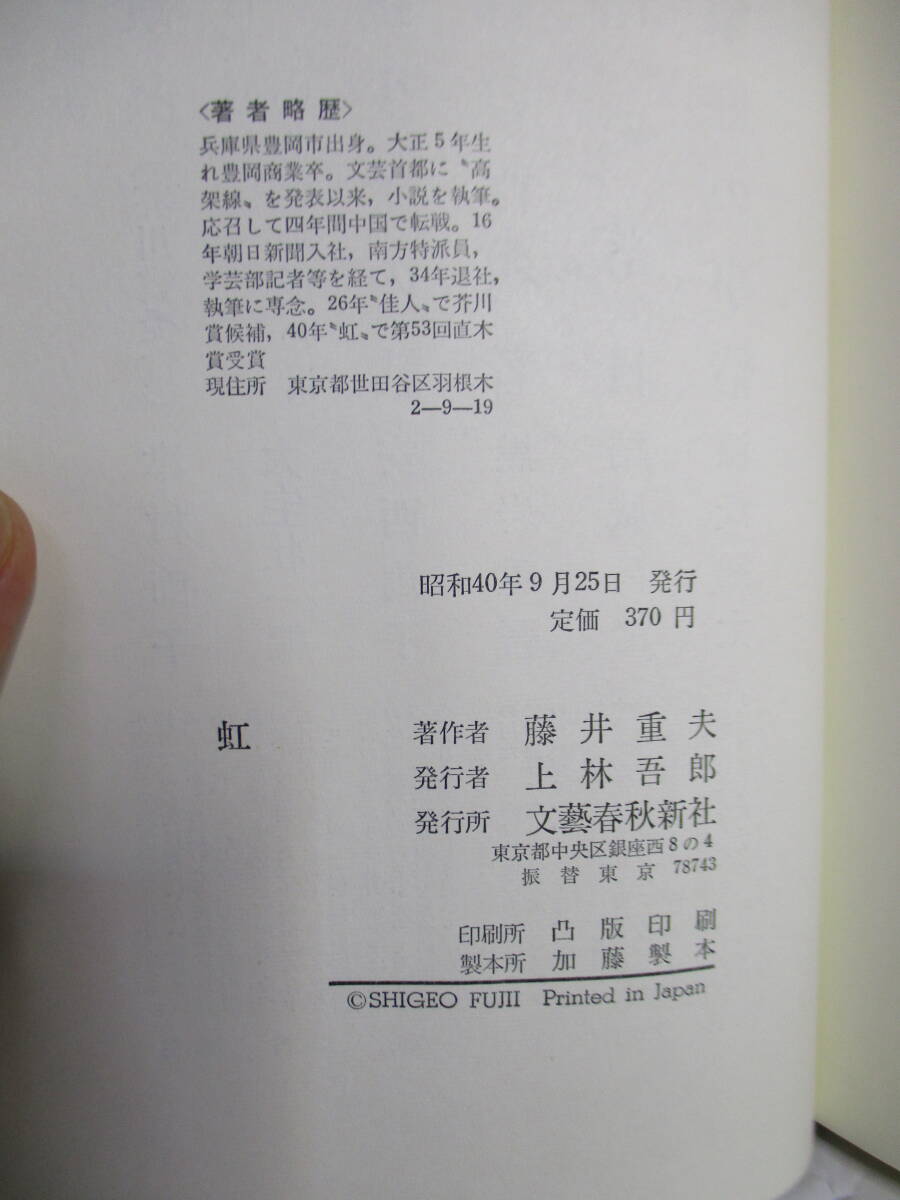 〈著者略歴〉
兵庫県豊岡市出身。大正5年生
れ豊岡商業卒。文芸首都に〝高
架線〟を発表以来，小説を執筆。
応召して四年間中国で転戦。16
年朝日新聞入社，南方特派員，
学芸部記者等を経て，34年退社，
執筆に専念。26年〝佳人〟で芥川
賞候補，40年〝虹〟で第53回直木
賞受賞
現住所　東京都世田谷区羽根木
2―9―19
昭和40年9月25日　発行
定価　370円
虹
著作者　藤井重夫
発行者　上林吾郎
発行所　文藝春秋新社
東京都中央区銀座西8の4
振替東京 78743
印刷所　凸版印刷
製本所　加藤製本
©SHIGEO FUJII Printed in Japan